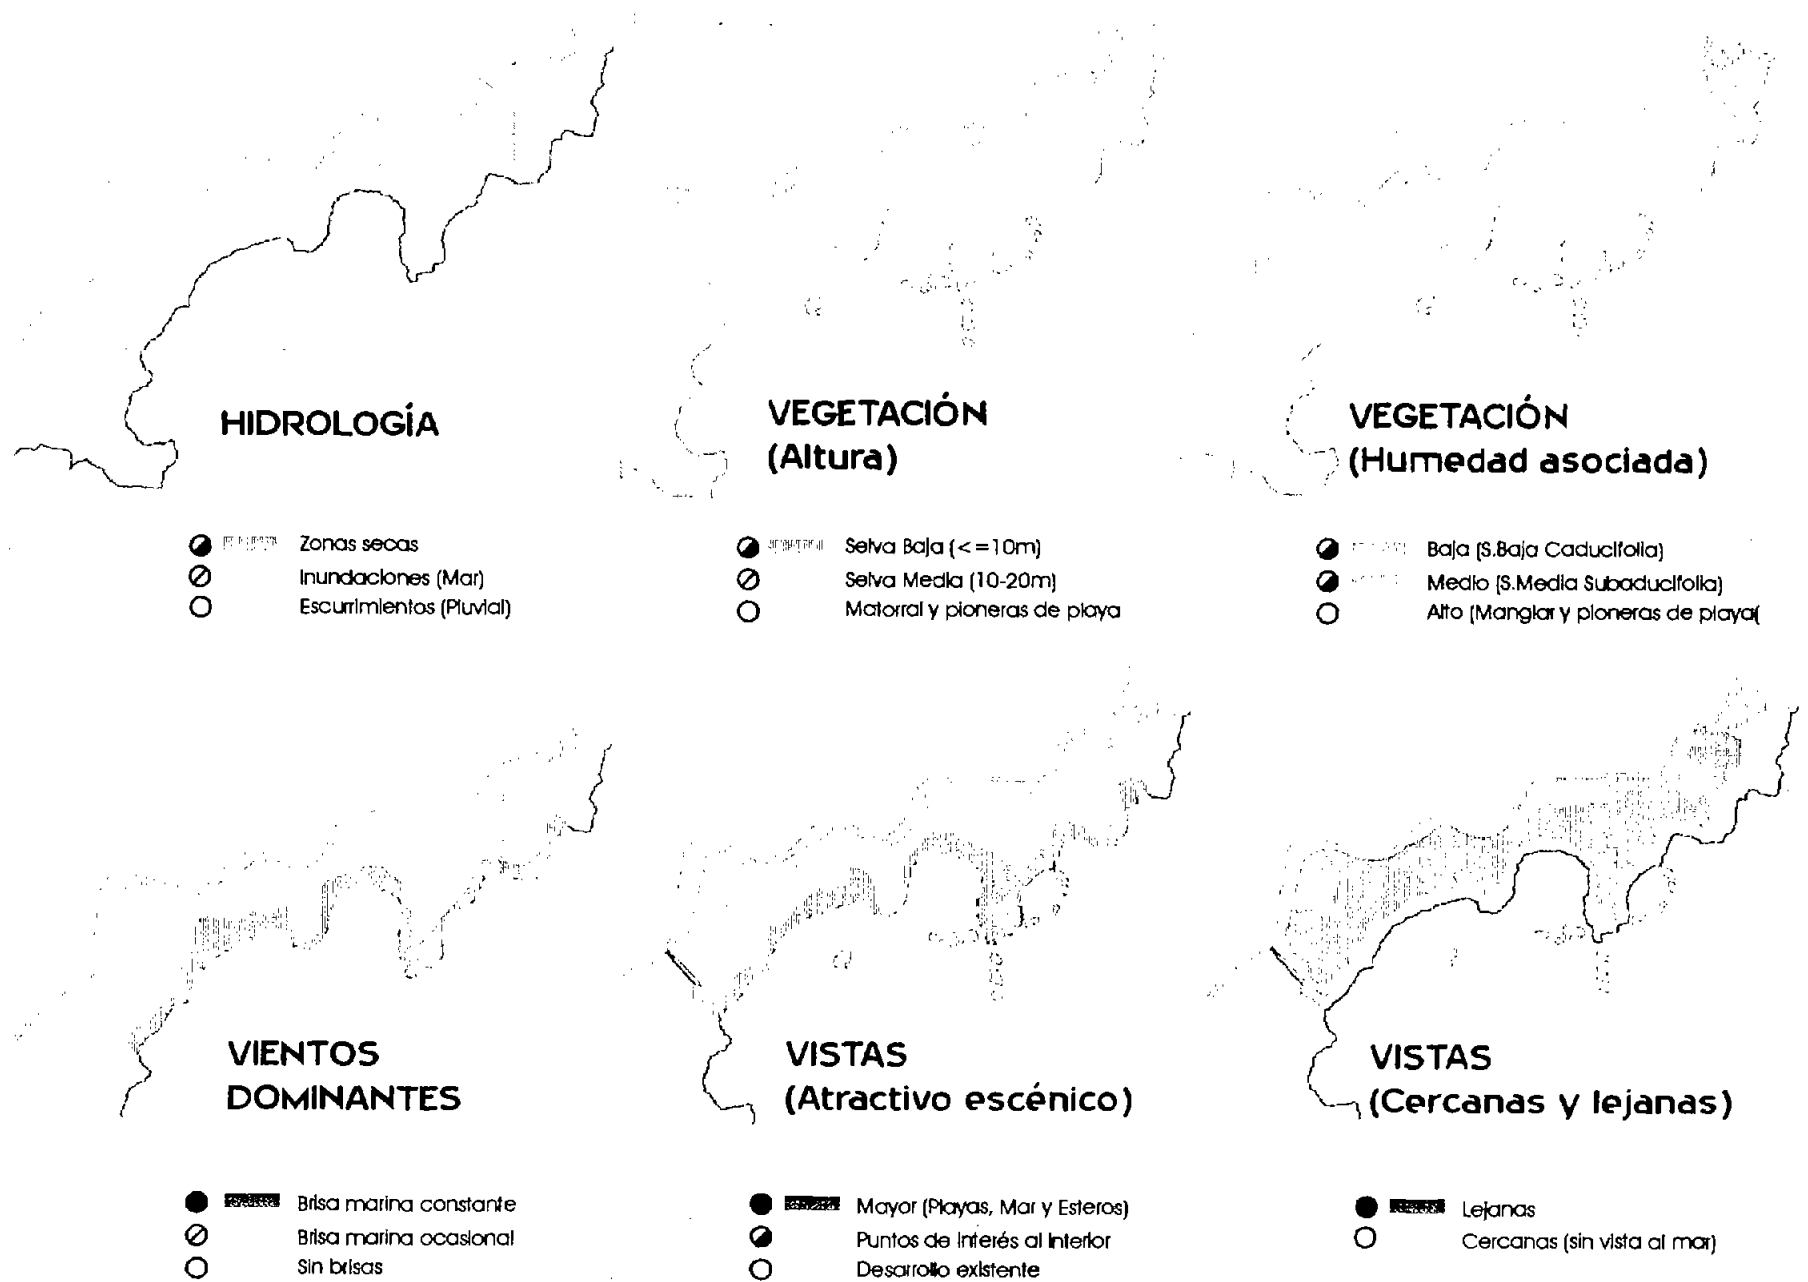 HIDROLOGÍA
Zonas secas
Inundaciones (Mar)
Escurrimientos (Pluvial)
VEGETACIÓN
(Altura)
Selva Baja (<=10m)
Selva Media (10-20m)
Matorral y pioneras de playa
VEGETACIÓN
(Humedad asociada)
Baja (S.Baja Caducifolia)
Medio (S.Media Subaducifolia)
Alto (Manglar y pioneras de playa(
VIENTOS
DOMINANTES
Brisa marina constante
Brisa marina ocasional
Sin brisas
VISTAS
(Atractivo escénico)
Mayor (Playas, Mar y Esteros)
Puntos de interés al interior
Desarrollo existente
VISTAS
(Cercanas y lejanas)
Lejanas
Cercanas (sin vista al mar)